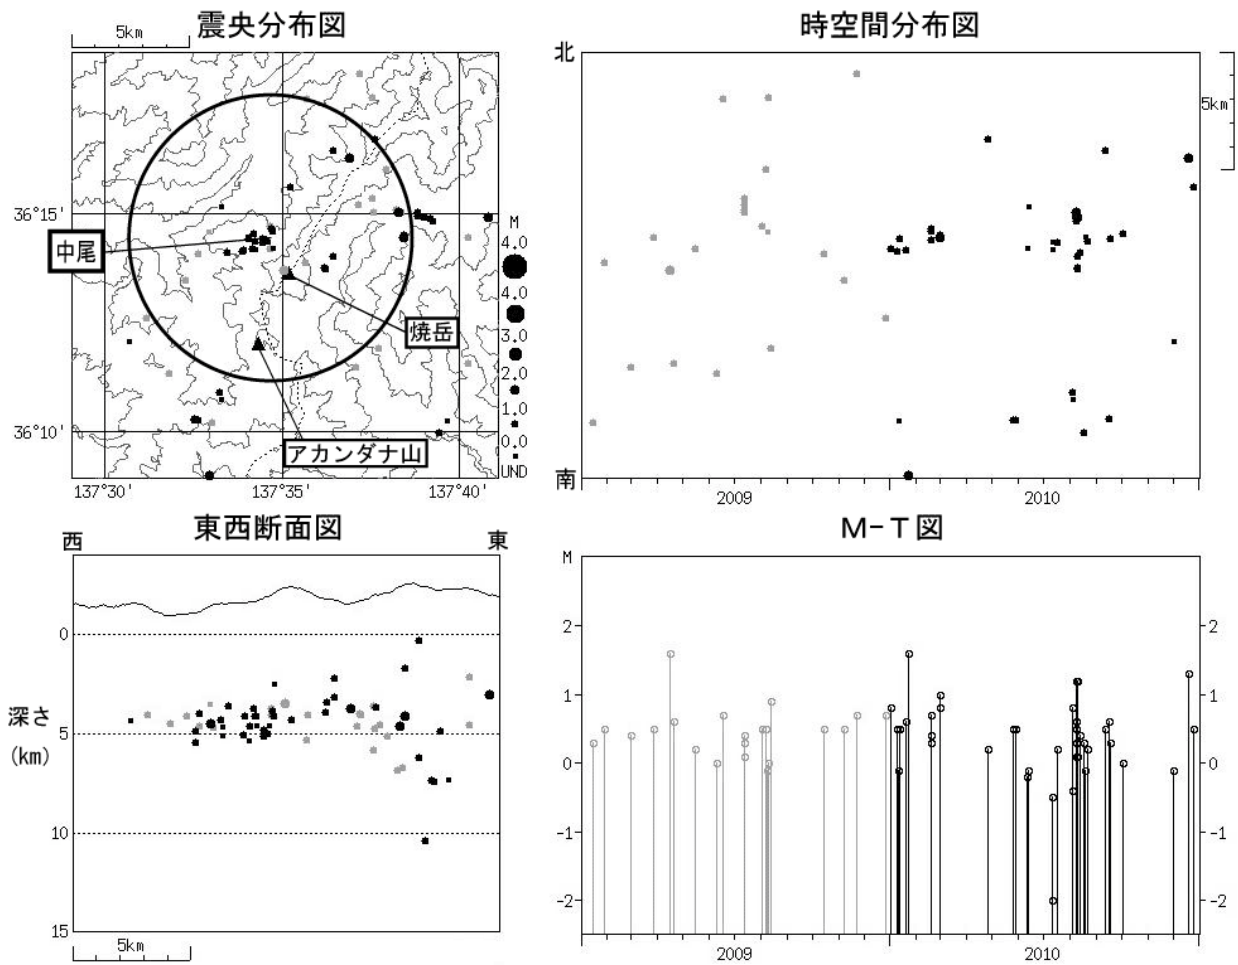 震央分布図
5km
36°15'
36°10'
137°30'
137°35'
137°40'
中尾
焼岳
アカンダナ山
M
4.0
4.0
3.0
2.0
1.0
0.0
UND
時空間分布図
北
南
5km
2009
2010
東西断面図
西
東
0
深さ
5
(km)
10
15
5km
M-T図
M
2
2
1
1
0
0
-1
-1
-2
-2
2009
2010